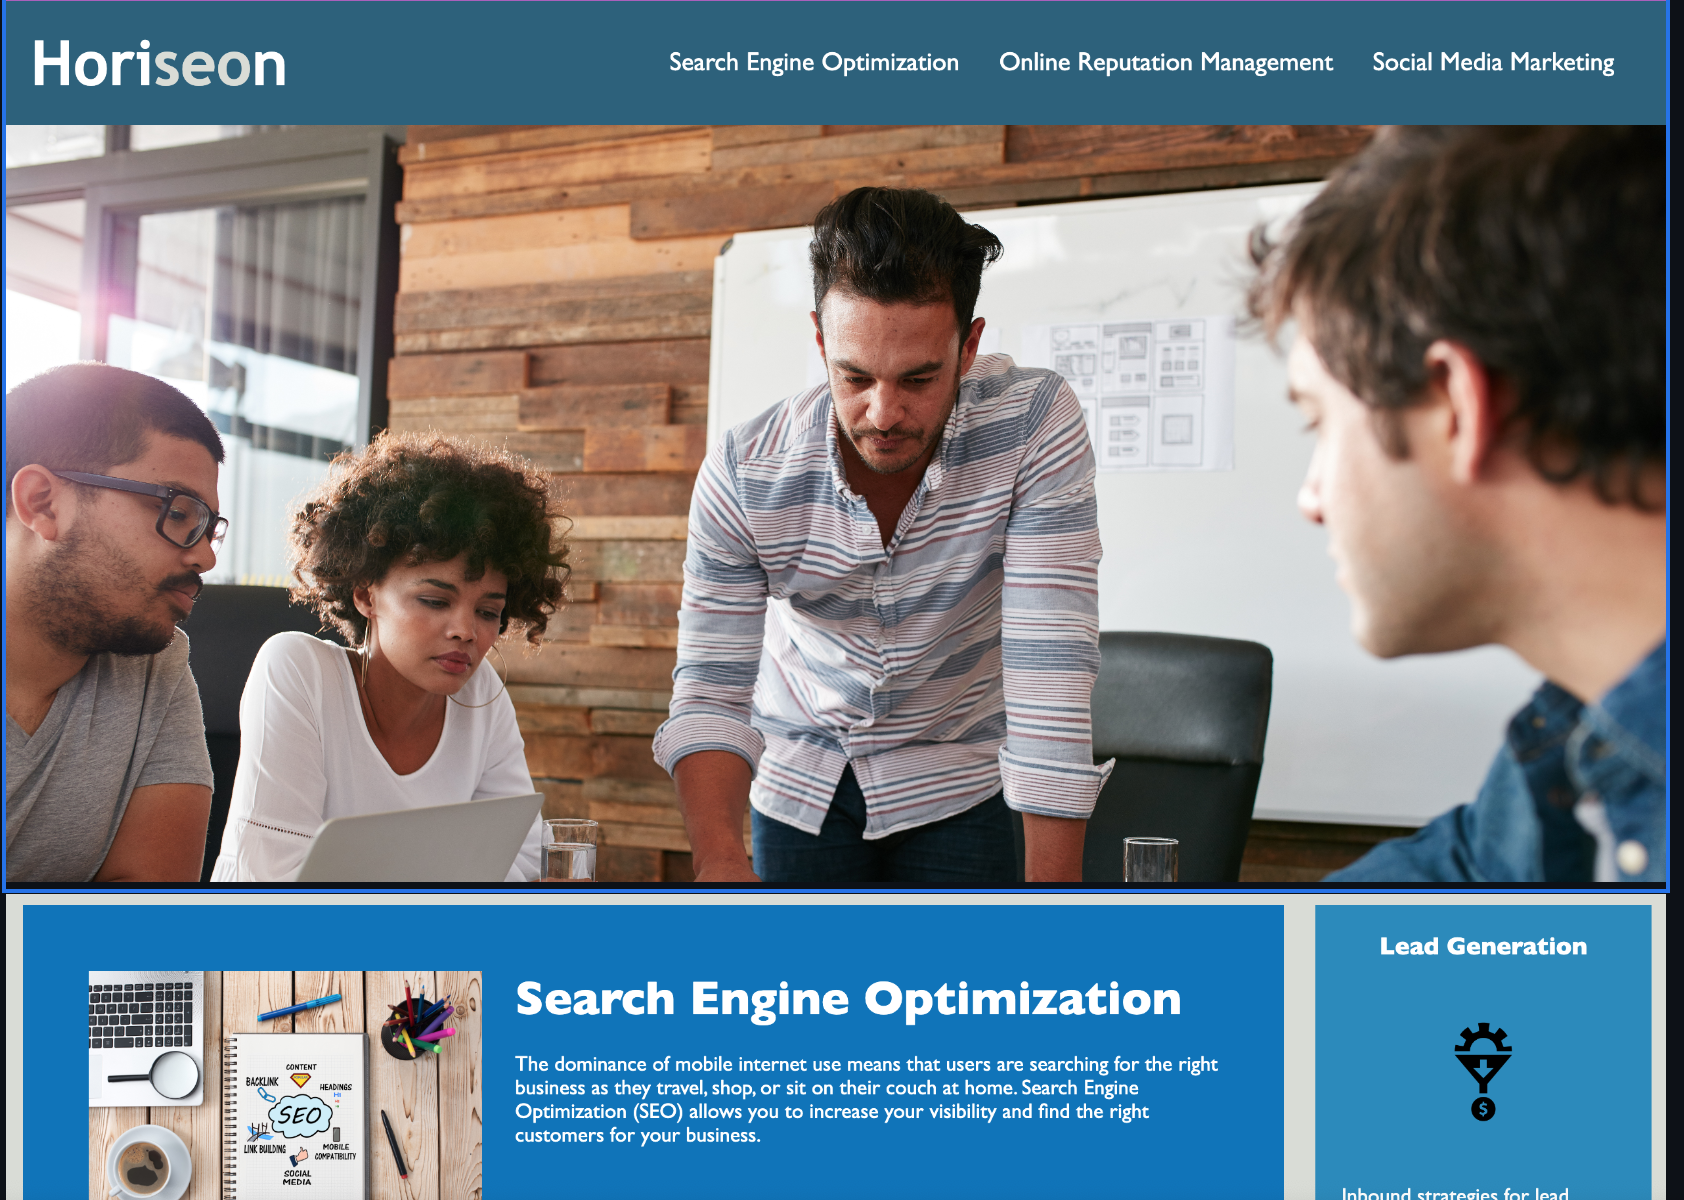 Horiseon
Search Engine Optimization
Online Reputation Management
Social Media Marketing
Search Engine Optimization
The dominance of mobile internet use means that users are searching for the right
business as they travel, shop, or sit on their couch at home. Search Engine
Optimization (SEO) allows you to increase your visibility and find the right
customers for your business.
CONTENT
BACKLINK
HEADINGS
H1
SEO
LINK BUILDING
MOBILE
COMPATIBILITY
SOCIAL
MEDIA
Lead Generation
$
Inbound strategies for lead